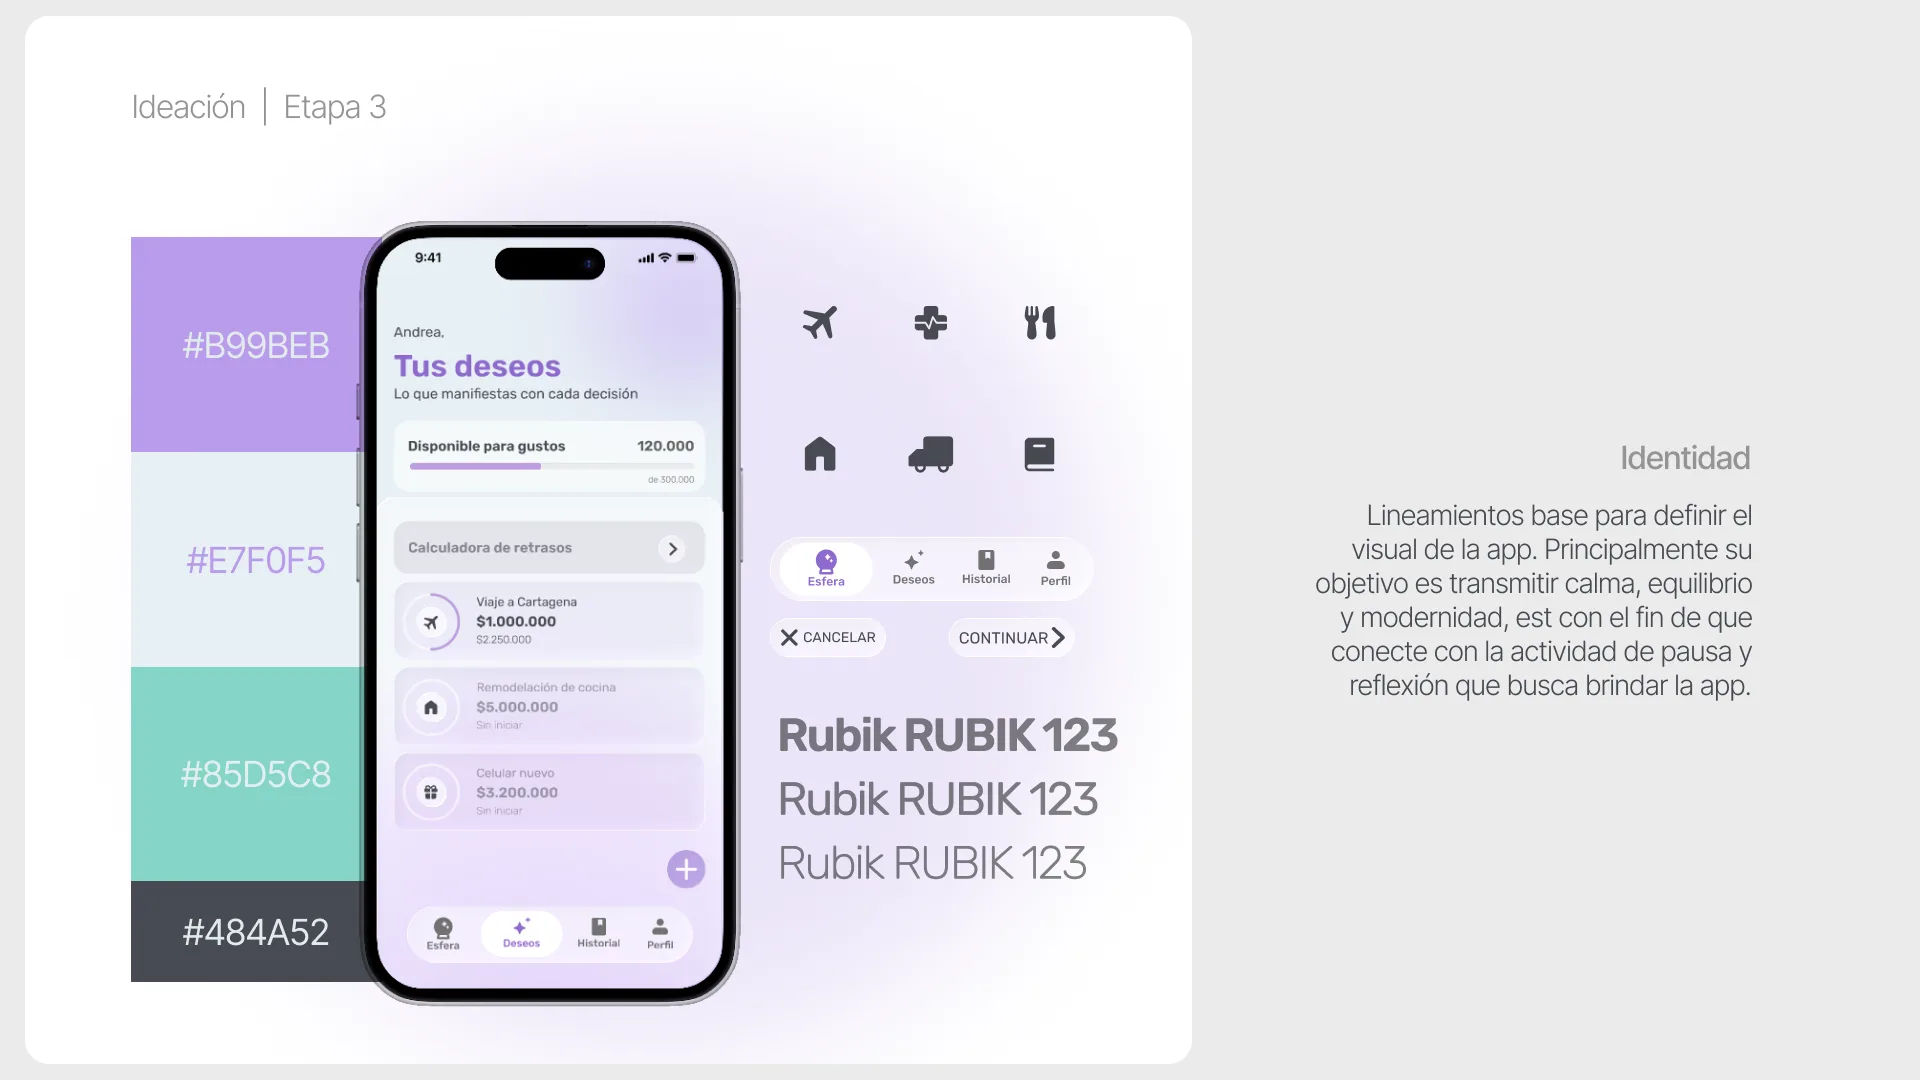 Ideación | Etapa 3
#B99BEB
#E7F0F5
#85D5C8
#484A52
9:41
Andrea,
Tus deseos
Lo que manifiestas con cada decisión
Disponible para gustos 120.000
de 300.000
Calculadora de retrasos
Viaje a Cartagena
$1.000.000
$2.250.000
Remodelación de cocina
$5.000.000
Sin iniciar
Celular nuevo
$3.200.000
Sin iniciar
Esfera Deseos Historial Perfil
Esfera Deseos Historial Perfil
CANCELAR CONTINUAR
Rubik RUBIK 123
Rubik RUBIK 123
Rubik RUBIK 123
Identidad
Lineamientos base para definir el
visual de la app. Principalmente su
objetivo es transmitir calma, equilibrio
y modernidad, est con el fin de que
conecte con la actividad de pausa y
reflexión que busca brindar la app.